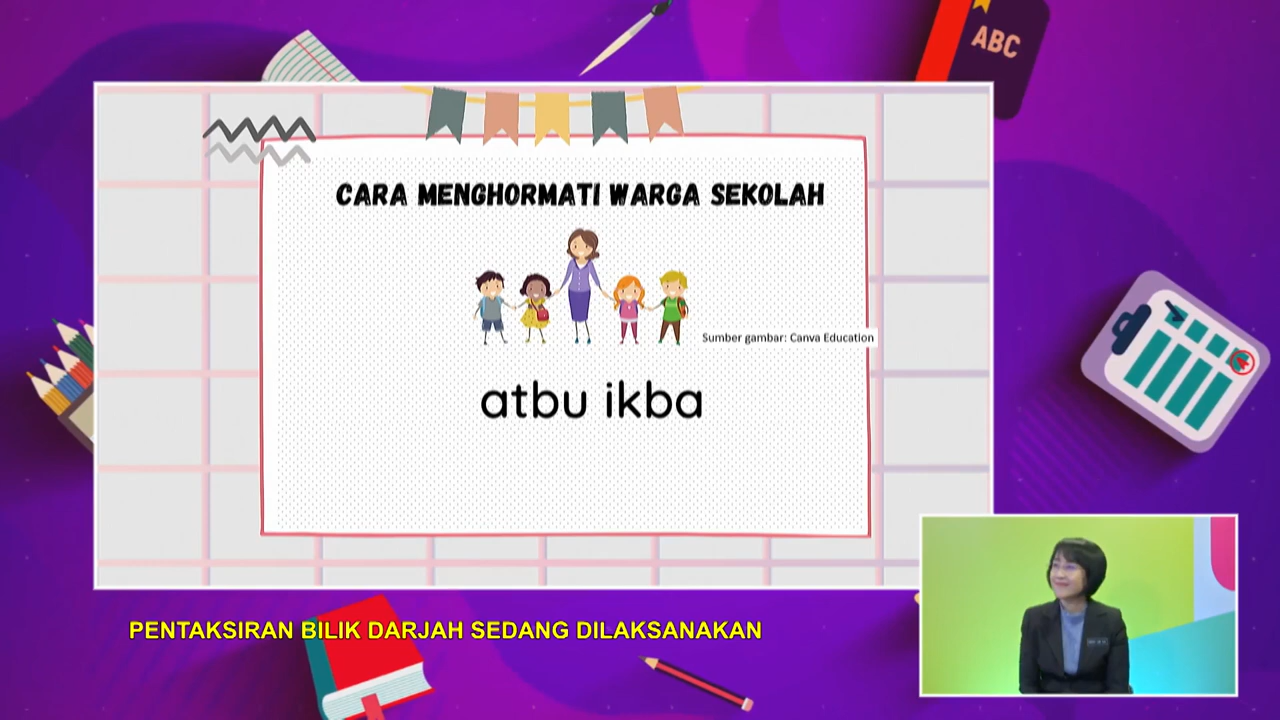 ABC
CARA MENGHORMATI WARGA SEKOLAH
Sumber gambar: Canva Education
atbu ikba
PENTAKSIRAN BILIK DARJAH SEDANG DILAKSANAKAN